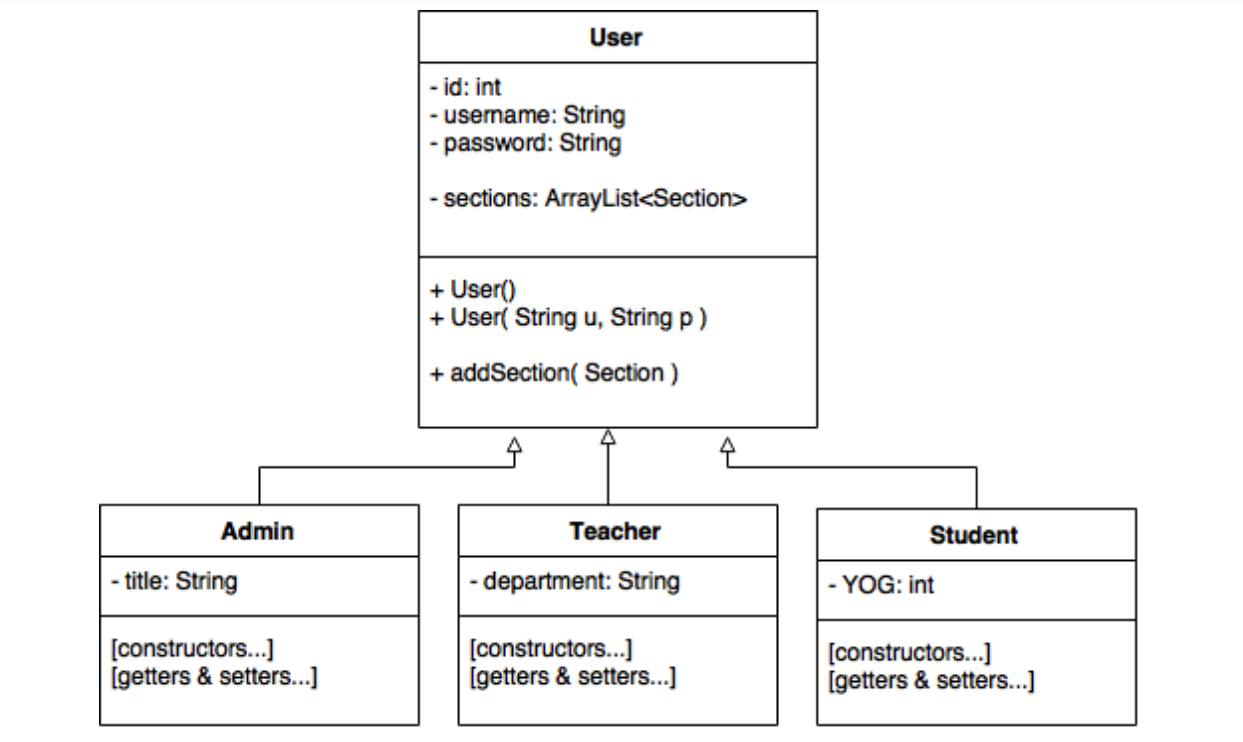 User
- id: int
- username: String
- password: String
- sections: ArrayList<Section>
+ User()
+ User( String u, String p )
+ addSection( Section )
Admin
- title: String
[constructors...]
[getters & setters...]
Teacher
- department: String
[constructors...]
[getters & setters...]
Student
- YOG: int
[constructors...]
[getters & setters...]